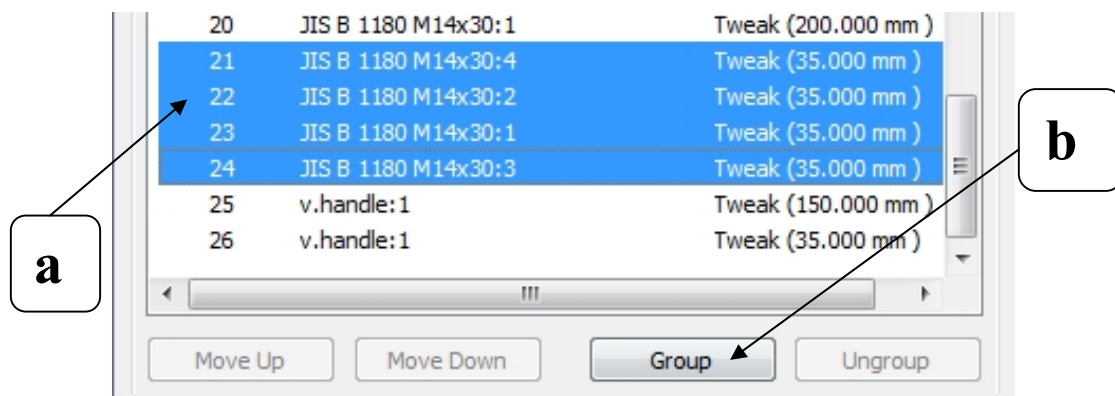 20 JIS B 1180 M14x30:1 Tweak (200.000 mm )
21 JIS B 1180 M14x30:4 Tweak (35.000 mm )
22 JIS B 1180 M14x30:2 Tweak (35.000 mm )
23 JIS B 1180 M14x30:1 Tweak (35.000 mm )
b
24 JIS B 1180 M14x30:3 Tweak (35.000 mm )
25 v.handle:1 Tweak (150.000 mm )
26 v.handle:1 Tweak (35.000 mm )
a
Move Up Move Down Group Ungroup